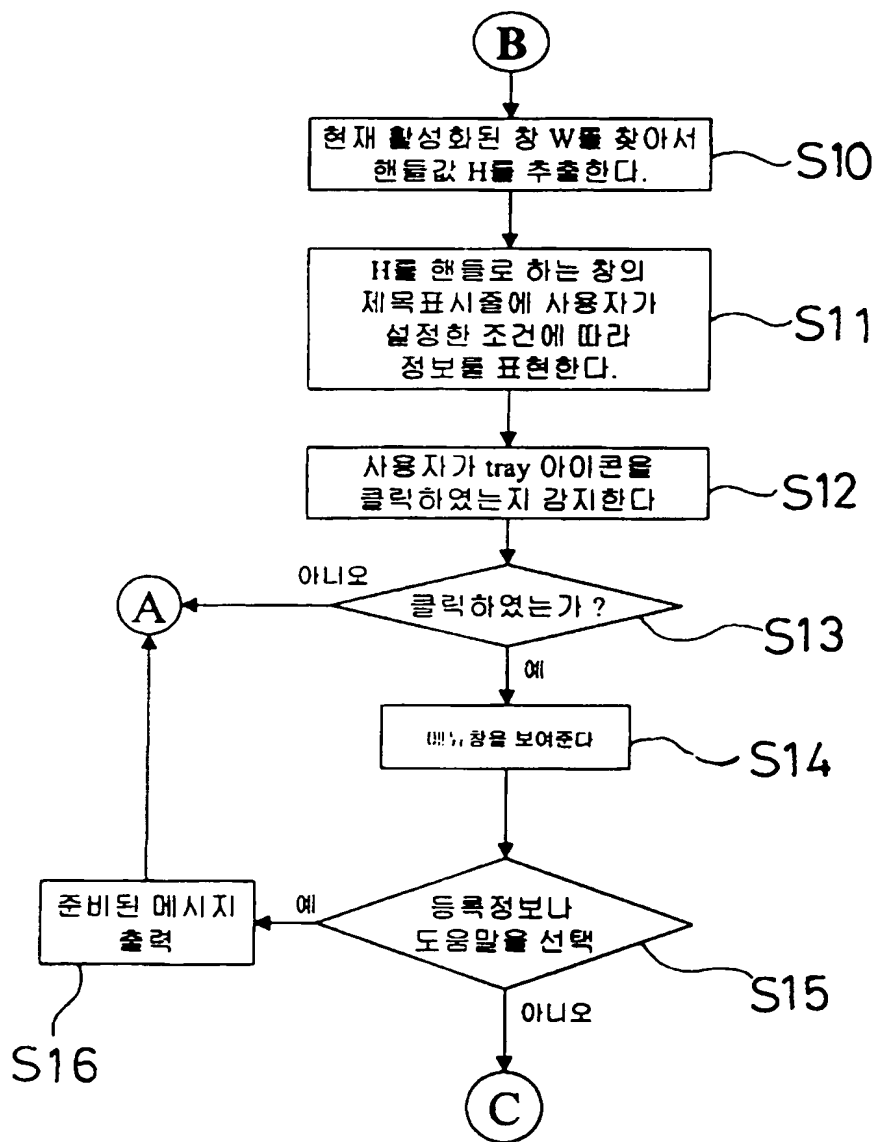 B
현재 활성화된 창 W를 찾아서
핸들값 H를 추출한다.
S10
H를 핸들로 하는 창의
제목표시줄에 사용자가
설정한 조건에 따라
정보를 표현한다.
S11
사용자가 tray 아이콘을
클릭하였는지 감지한다
S12
아니오
A
클릭하였는가 ?
S13
예
메뉴창을 보여준다
S14
준비된 메시지
출력
예
등록정보나
도움말을 선택
S15
S16
아니오
C